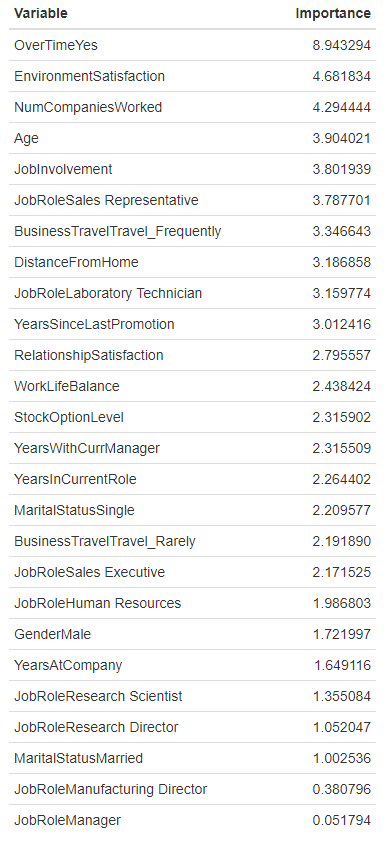 Variable Importance
OverTimeYes 8.943294
EnvironmentSatisfaction 4.681834
NumCompaniesWorked 4.294444
Age 3.904021
JobInvolvement 3.801939
JobRoleSales Representative 3.787701
BusinessTravelTravel_Frequently 3.346643
DistanceFromHome 3.186858
JobRoleLaboratory Technician 3.159774
YearsSinceLastPromotion 3.012416
RelationshipSatisfaction 2.795557
WorkLifeBalance 2.438424
StockOptionLevel 2.315902
YearsWithCurrManager 2.315509
YearsInCurrentRole 2.264402
MaritalStatusSingle 2.209577
BusinessTravelTravel_Rarely 2.191890
JobRoleSales Executive 2.171525
JobRoleHuman Resources 1.986803
GenderMale 1.721997
YearsAtCompany 1.649116
JobRoleResearch Scientist 1.355084
JobRoleResearch Director 1.052047
MaritalStatusMarried 1.002536
JobRoleManufacturing Director 0.380796
JobRoleManager 0.051794